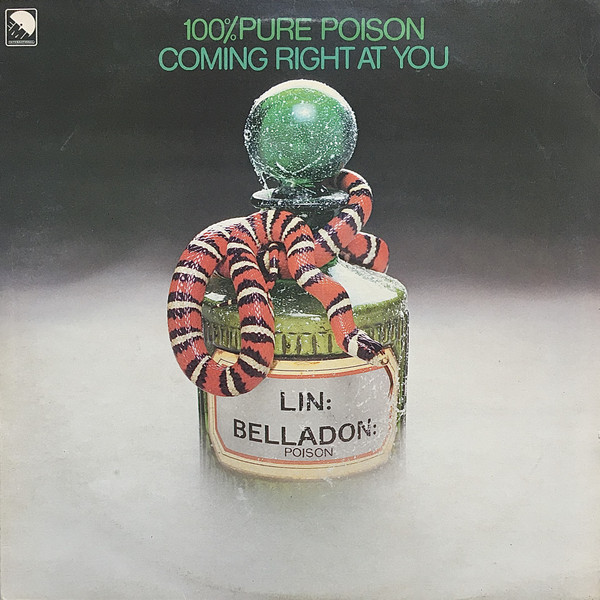 100% PURE POISON
COMING RIGHT AT YOU
LIN:
BELLADON:
POISON